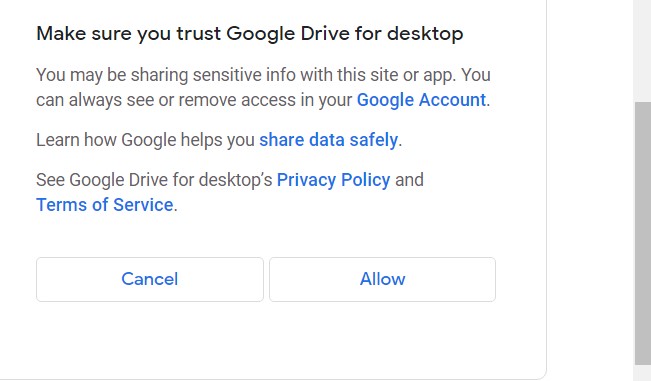 Make sure you trust Google Drive for desktop
You may be sharing sensitive info with this site or app. You
can always see or remove access in your Google Account.
Learn how Google helps you share data safely.
See Google Drive for desktop’s Privacy Policy and
Terms of Service.
Cancel Allow